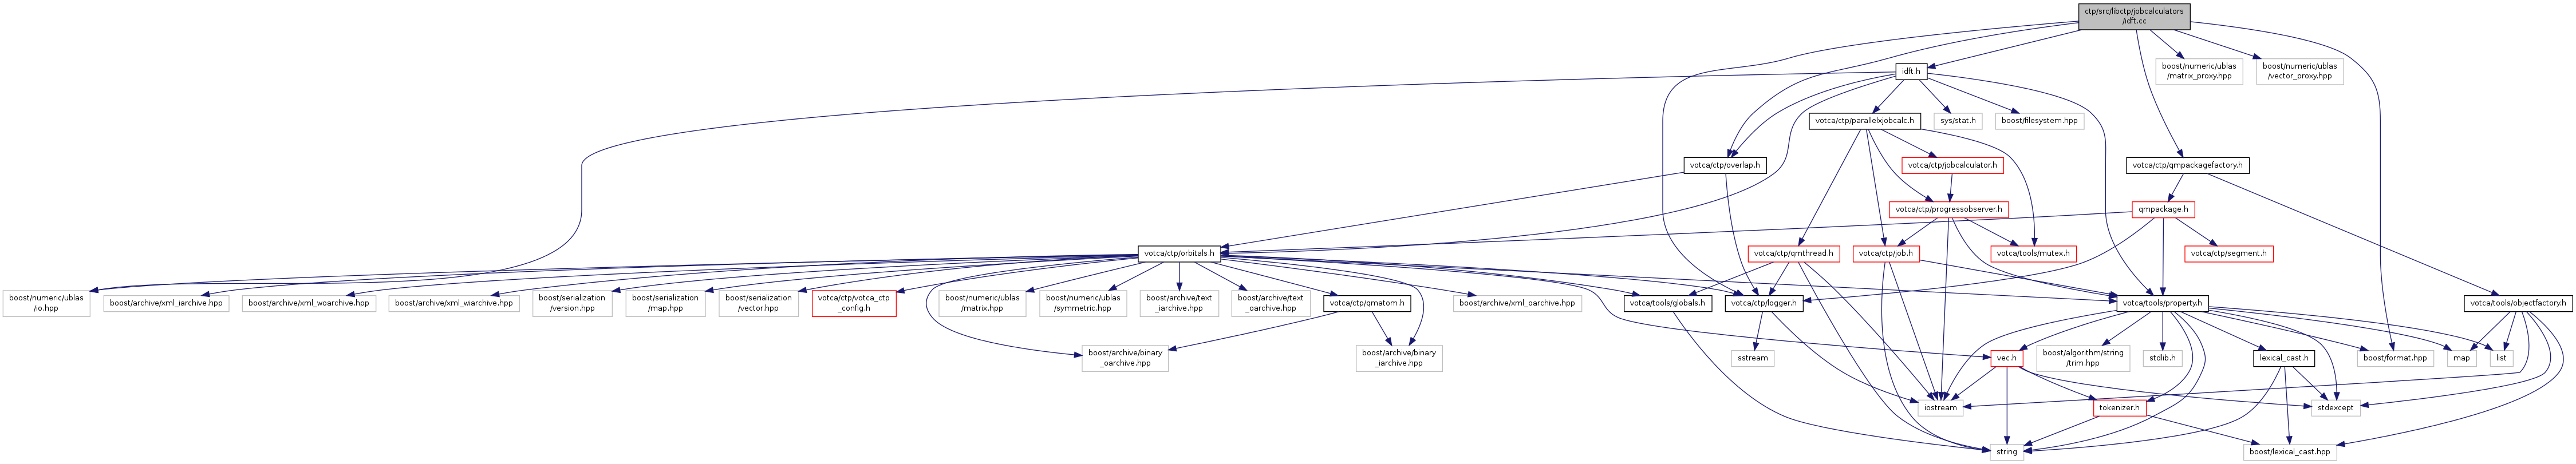 ctp/src/libctp/jobcalculators
/idft.cc
idft.h
boost/numeric/ublas
/matrix_proxy.hpp
boost/numeric/ublas
/vector_proxy.hpp
votca/ctp/parallelxjobcalc.h
sys/stat.h
boost/filesystem.hpp
votca/ctp/overlap.h
votca/ctp/jobcalculator.h
votca/ctp/qmpackagefactory.h
votca/ctp/progressobserver.h
qmpackage.h
votca/ctp/orbitals.h
votca/ctp/qmthread.h
votca/ctp/job.h
votca/tools/mutex.h
votca/ctp/segment.h
boost/numeric/ublas
/io.hpp
boost/archive/xml_iarchive.hpp
boost/archive/xml_woarchive.hpp
boost/archive/xml_wiarchive.hpp
boost/serialization
/version.hpp
boost/serialization
/map.hpp
boost/serialization
/vector.hpp
votca/ctp/votca_ctp
_config.h
boost/numeric/ublas
/matrix.hpp
boost/numeric/ublas
/symmetric.hpp
boost/archive/text
_iarchive.hpp
boost/archive/text
_oarchive.hpp
votca/ctp/qmatom.h
boost/archive/xml_oarchive.hpp
votca/tools/globals.h
votca/ctp/logger.h
votca/tools/property.h
votca/tools/objectfactory.h
boost/archive/binary
_oarchive.hpp
boost/archive/binary
_iarchive.hpp
sstream
vec.h
boost/algorithm/string
/trim.hpp
stdlib.h
lexical_cast.h
boost/format.hpp
map
list
iostream
tokenizer.h
stdexcept
string
boost/lexical_cast.hpp